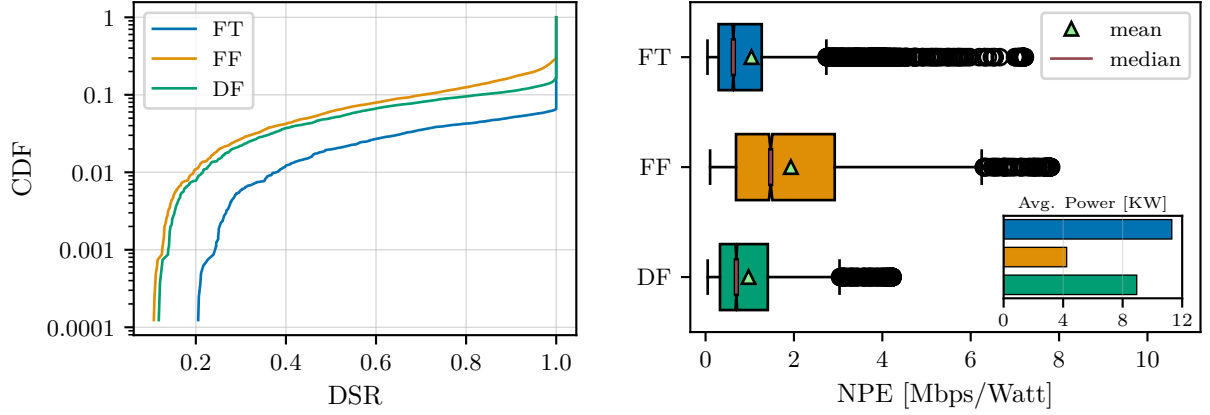 1
0.1
0.01
0.001
0.0001
CDF
0.2 0.4 0.6 0.8 1.0
DSR
FT
FF
DF
FT
FF
DF
mean
median
Avg. Power [KW]
0 4 8 12
0 2 4 6 8 10
NPE [Mbps/Watt]